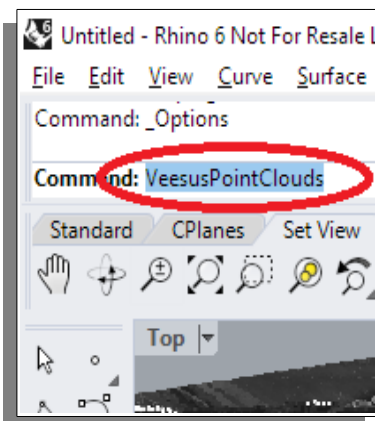 Untitled - Rhino 6 Not For Resale L
File Edit View Curve Surface
Command: _Options
Command: VeesusPointClouds
Standard CPlanes Set View
Top